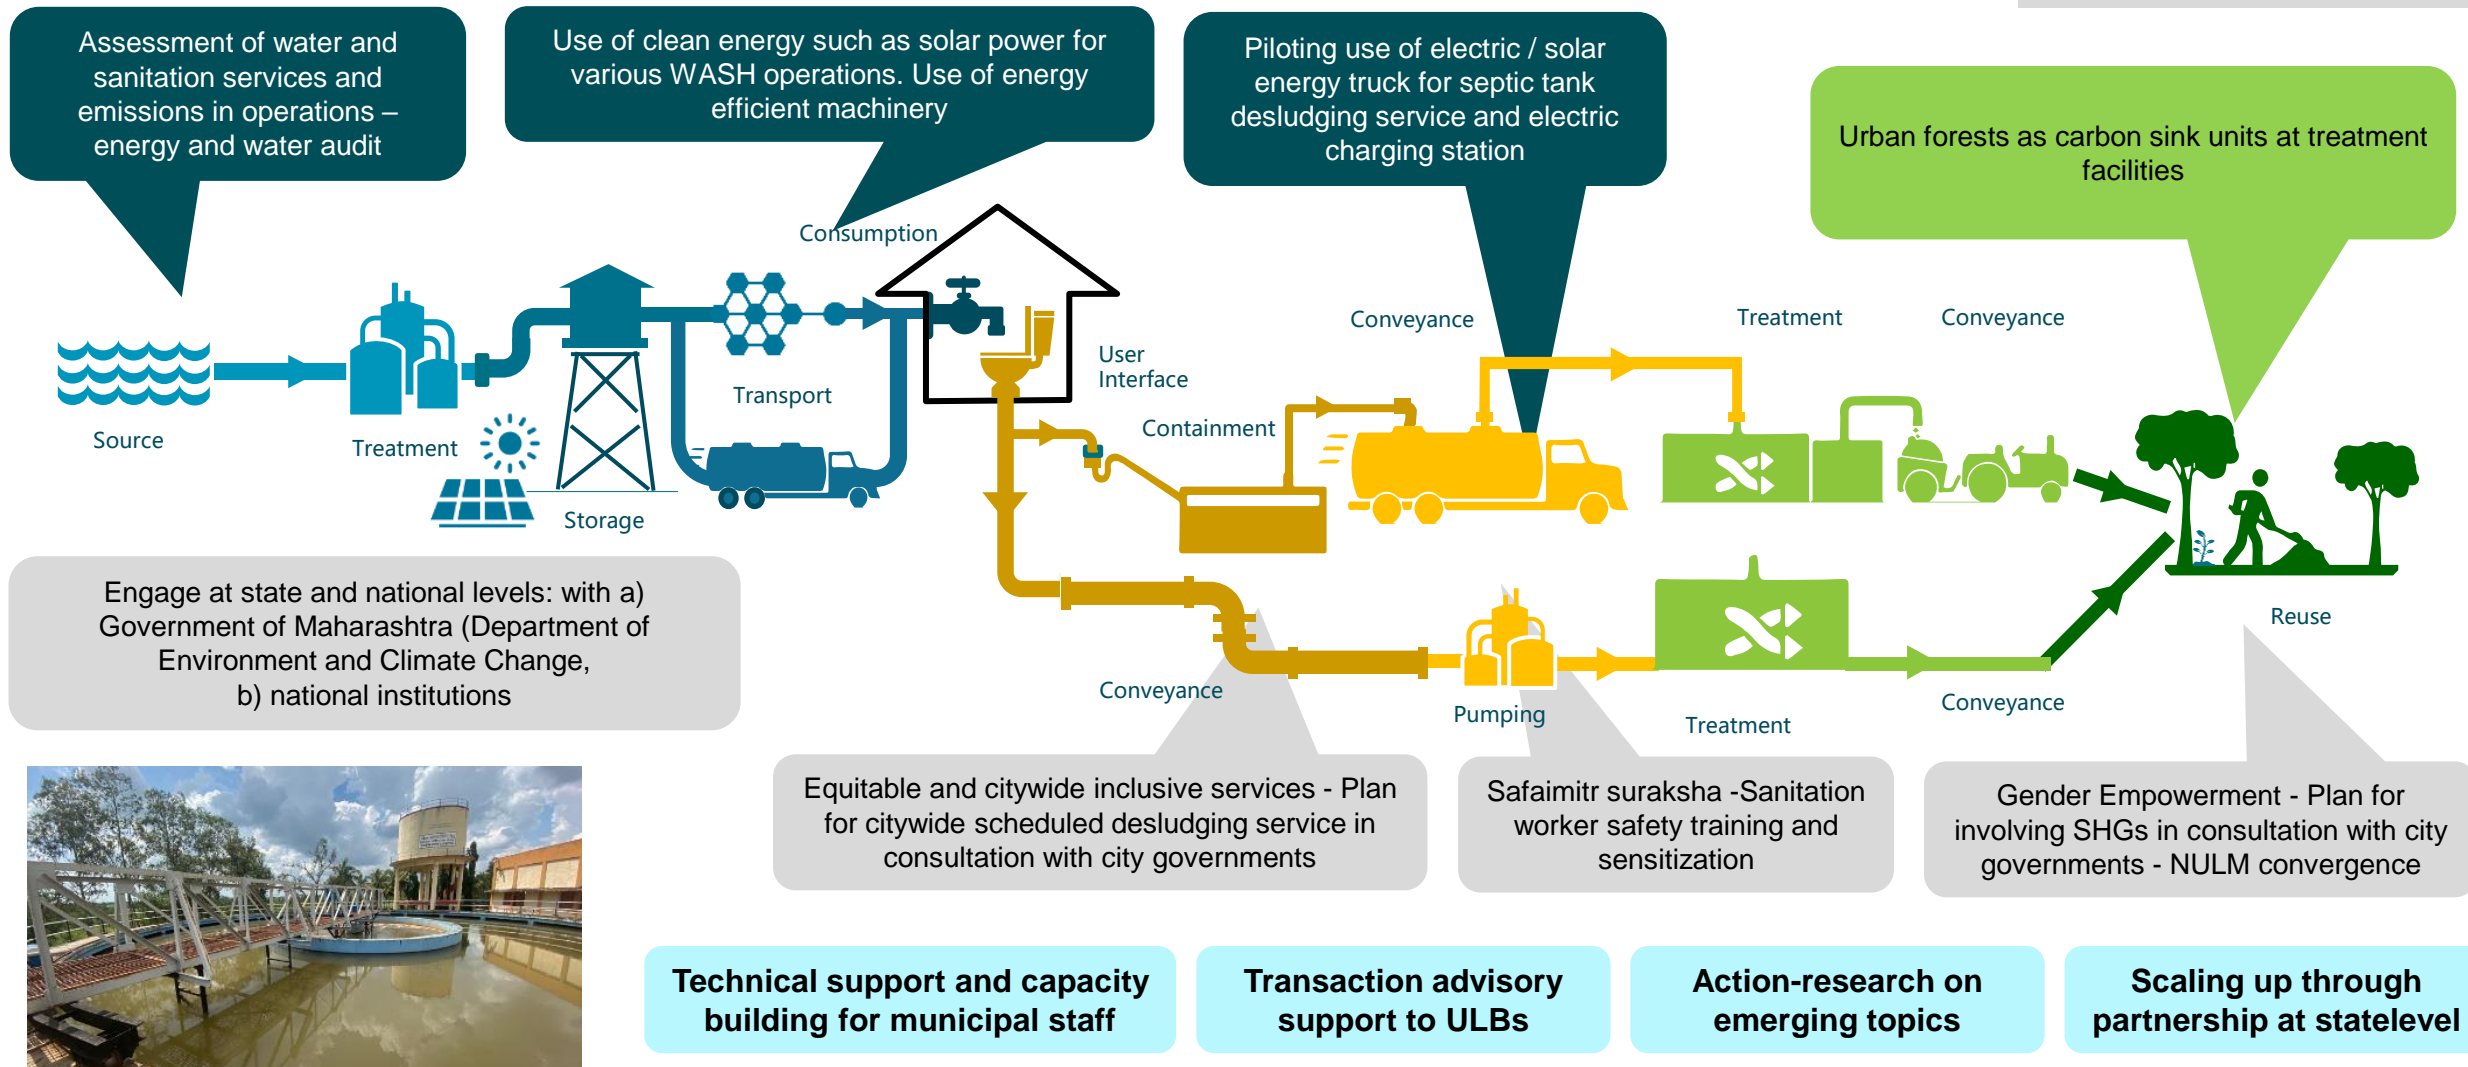 Assessment of water and
sanitation services and
emissions in operations –
energy and water audit
Use of clean energy such as solar power for
various WASH operations. Use of energy
efficient machinery
Piloting use of electric / solar
energy truck for septic tank
desludging service and electric
charging station
Urban forests as carbon sink units at treatment
facilities
Consumption
Source
Treatment
Storage
Transport
User
Interface
Containment
Conveyance
Treatment
Conveyance
Reuse
Conveyance
Pumping
Treatment
Conveyance
Engage at state and national levels: with a)
Government of Maharashtra (Department of
Environment and Climate Change,
b) national institutions
Equitable and citywide inclusive services - Plan
for citywide scheduled desludging service in
consultation with city governments
Safaimitr suraksha -Sanitation
worker safety training and
sensitization
Gender Empowerment - Plan for
involving SHGs in consultation with city
governments - NULM convergence
Technical support and capacity
building for municipal staff
Transaction advisory
support to ULBs
Action-research on
emerging topics
Scaling up through
partnership at statelevel